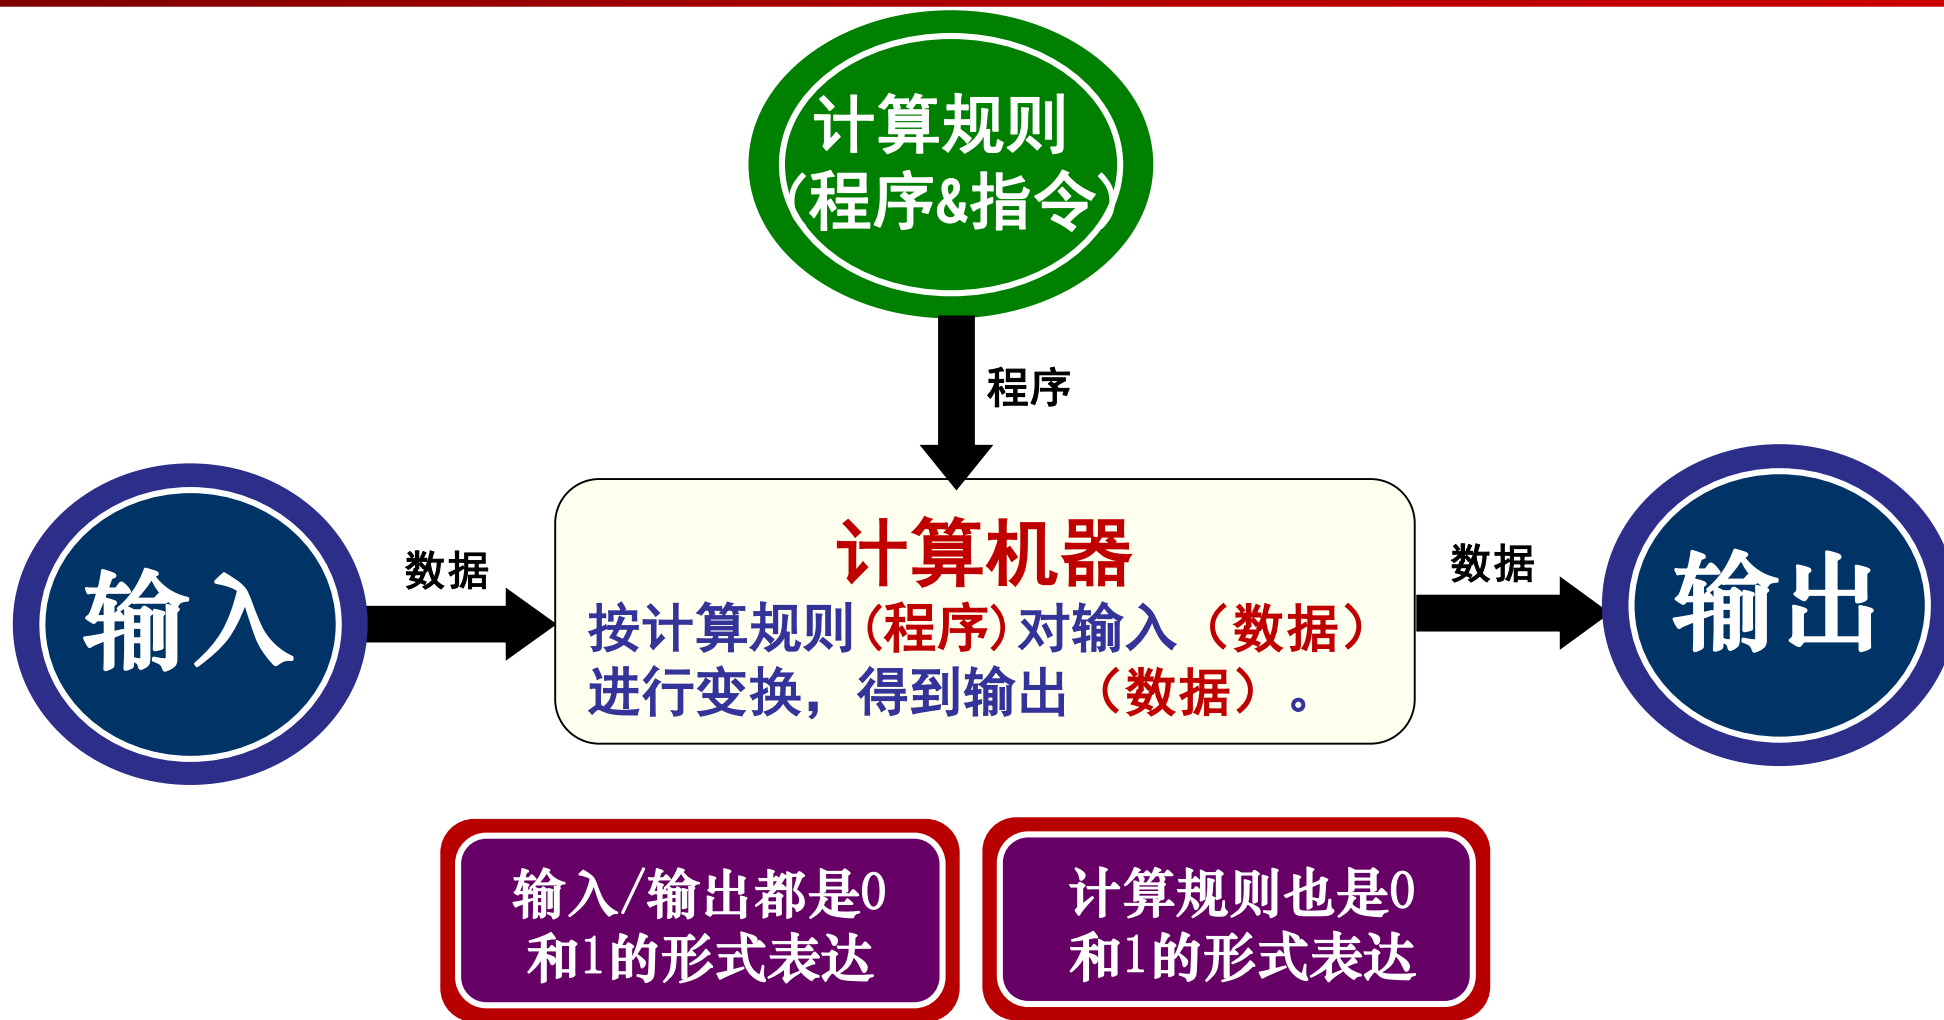 计算规则
(程序&指令)
程序
输入
数据
计算机器
按计算规则(程序)对输入（数据）
进行变换，得到输出（数据）。
数据
输出
输入/输出都是0
和1的形式表达
计算规则也是0
和1的形式表达